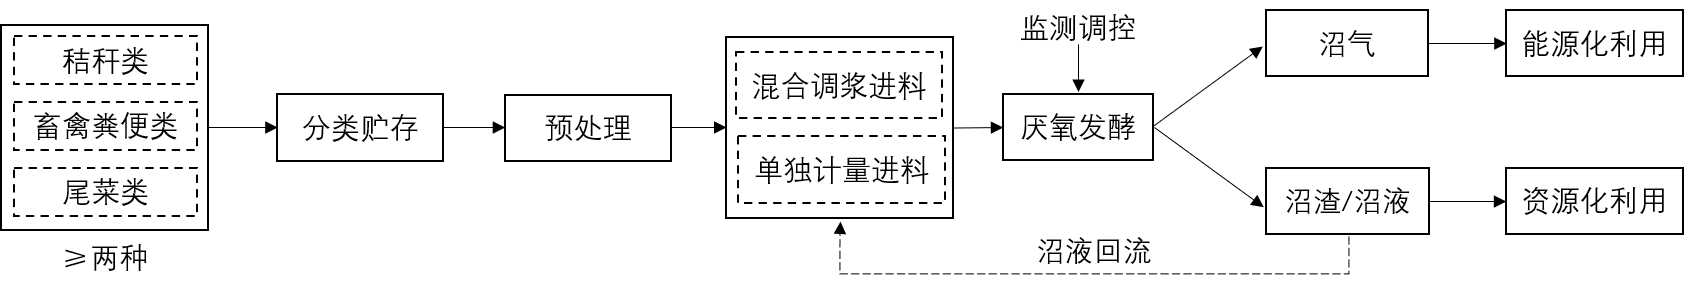 秸秆类
畜禽粪便类
尾菜类
≥两种
分类贮存
预处理
混合调浆进料
单独计量进料
监测调控
厌氧发酵
沼气
能源化利用
沼渣/沼液
资源化利用
沼液回流